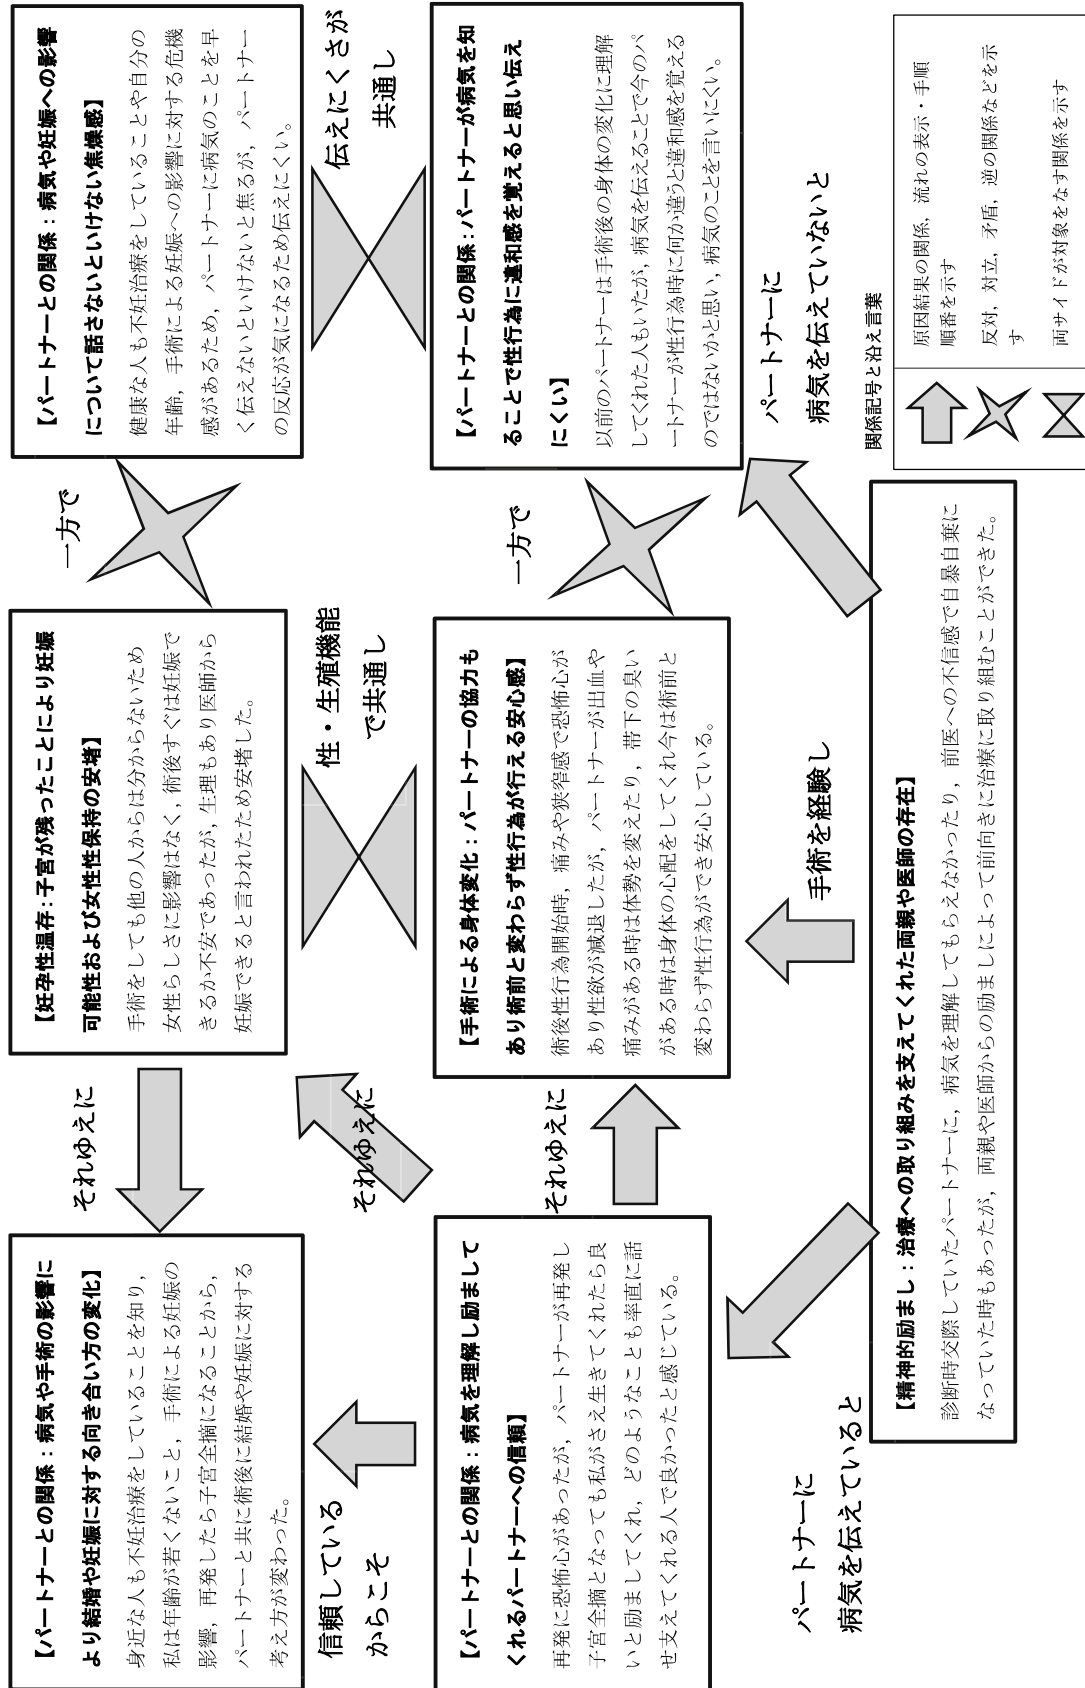 【パートナーとの関係：病気や手術の影響に
より結婚や妊娠に対する向き合い方の変化】
身近な人も不妊治療をしていることを知り，
私は年齢が若くないこと，手術による妊娠の
影響，再発したら子宮全摘になることから，
パートナーと共に術後に結婚や妊娠に対する
考え方が変わった。
それゆえに
【妊孕性温存：子宮が残ったことにより妊娠
可能性および女性性保持の安堵】
手術をしても他の人からは分からないため
女性らしさに影響はなく，術後すぐは妊娠で
きるか不安であったが，生理もあり医師から
妊娠できると言われたため安堵した。
一方で
【パートナーとの関係：病気や妊娠への影響
について話さないといけない焦燥感】
健康な人も不妊治療をしていることや自分の
年齢，手術による妊娠への影響に対する危機
感があるため，パートナーに病気のことを早
く伝えないといけないと焦るが，パートナー
の反応が気になるため伝えにくい。
信頼している
からこそ
それゆえに
性・生殖機能
で共通し
伝えにくさが
共通し
【パートナーとの関係：病気を理解し励まして
くれるパートナーへの信頼】
再発に恐怖心があったが，パートナーが再発し
子宮全摘となっても私がさえ生きてくれたら良
いと励ましてくれ，どのようなことも率直に話
せ支えてくれる人で良かったと感じている。
それゆえに
【手術による身体変化：パートナーの協力も
あり術前と変わらず性行為が行える安心感】
術後性行為開始時，痛みや狭窄感で恐怖心が
あり性欲が減退したが，パートナーが出血や
痛みがある時は体勢を変えたり，帯下の臭い
がある時は身体の心配をしてくれ今は術前と
変わらず性行為ができ安心している。
一方で
【パートナーとの関係：パートナーが病気を知
ることで性行為に違和感を覚えると思い伝え
にくい】
以前のパートナーは手術後の身体の変化に理解
してくれた人もいたが，病気を伝えることで今のパ
ートナーが性行為時に何か違うと違和感を覚える
のではないかと思い，病気のことを言いにくい。
パートナーに
病気を伝えていると
手術を経験し
パートナーに
病気を伝えていないと
【精神的励まし：治療への取り組みを支えてくれた両親や医師の存在】
診断時交際していたパートナーに，病気を理解してもらえなかったり，前医への不信感で自暴自棄に
なっていた時もあったが，両親や医師からの励ましによって前向きに治療に取り組むことができた。
関係記号と沿え言葉
原因結果の関係，流れの表示・手順
順番を示す
反対，対立，矛盾，逆の関係などを示
す
両サイドが対象をなす関係を示す